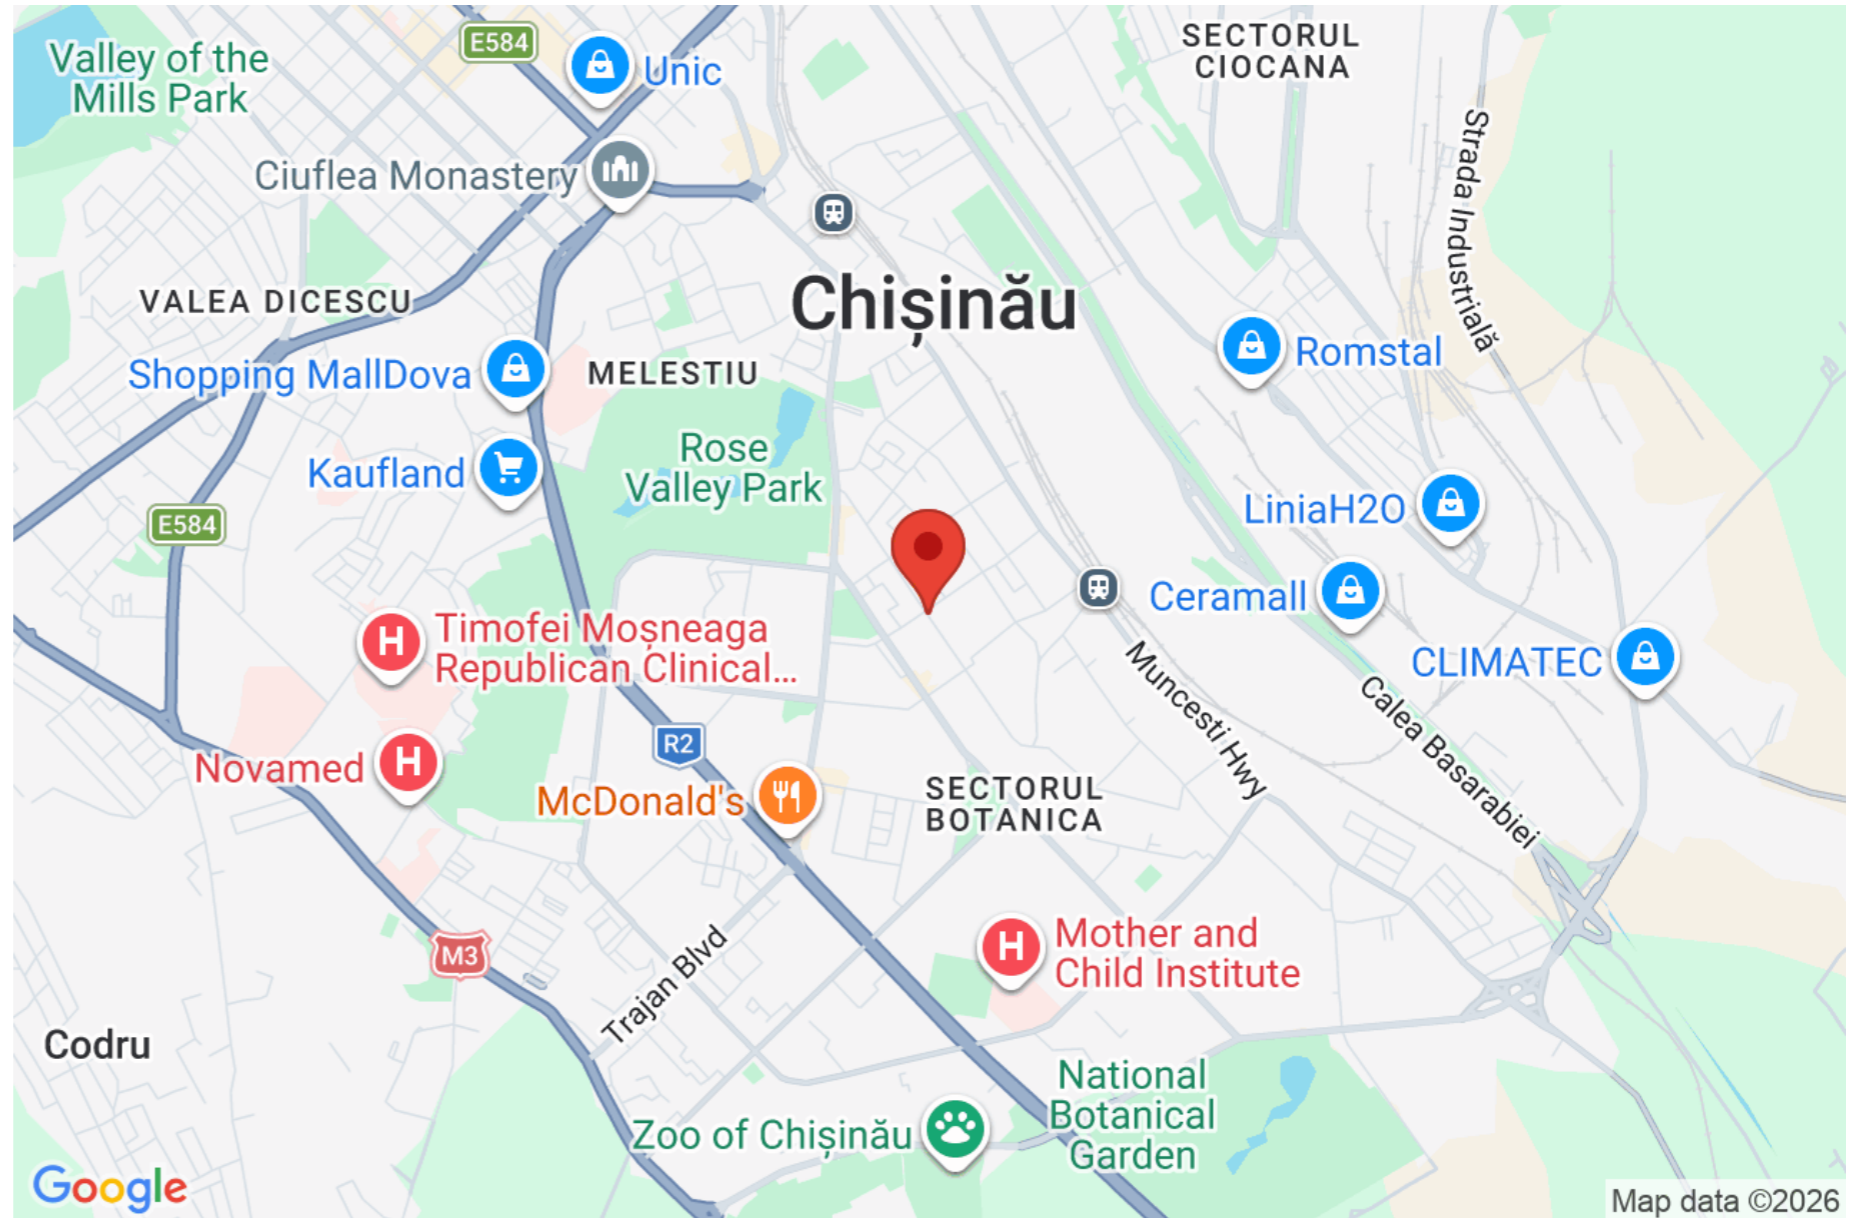 Valley of the
Mills Park
E584
Unic
SECTORUL
CIOCANA
Ciuflea Monastery
Strada Industrială
Chișinău
VALEA DICESCU
Shopping MallDova
MELESTIU
Romstal
Rose
Valley Park
Kaufland
LiniaH2O
E584
Ceramall
Timofei Moșneaga
Republican Clinical...
CLIMATEC
Muncesti Hwy
Calea Basarabiei
R2
Novamed
McDonald's
SECTORUL
BOTANICA
Mother and
Child Institute
M3
Trajan Blvd
Codru
National
Botanical
Garden
Zoo of Chișinău
Google
Map data ©2026